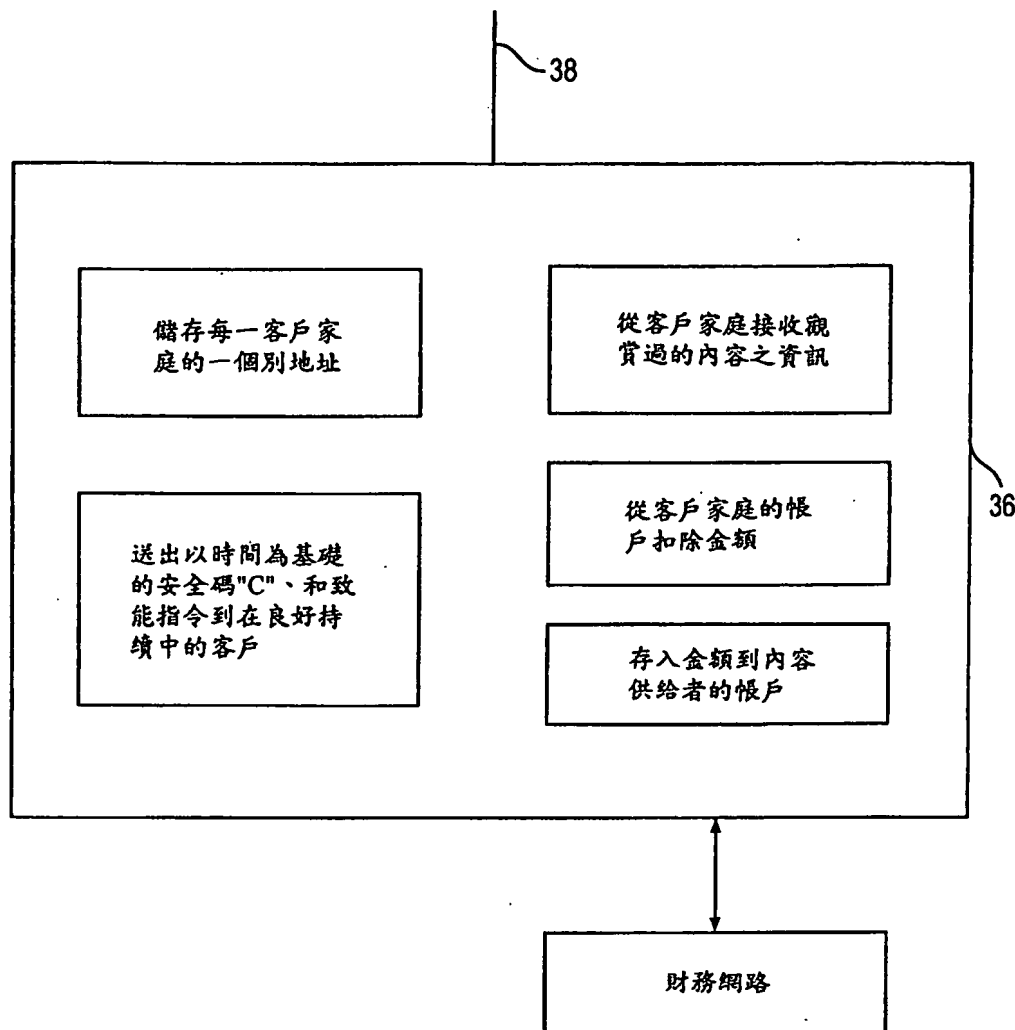 38
儲存每一客戶家
庭的一個別地址
從客戶家庭接收觀
賞過的內容之資訊
36
從客戶家庭的帳
戶扣除金額
送出以時間為基礎
的安全碼"C"、和致
能指令到在良好持
續中的客戶
存入金額到內容
供給者的帳戶
財務網路